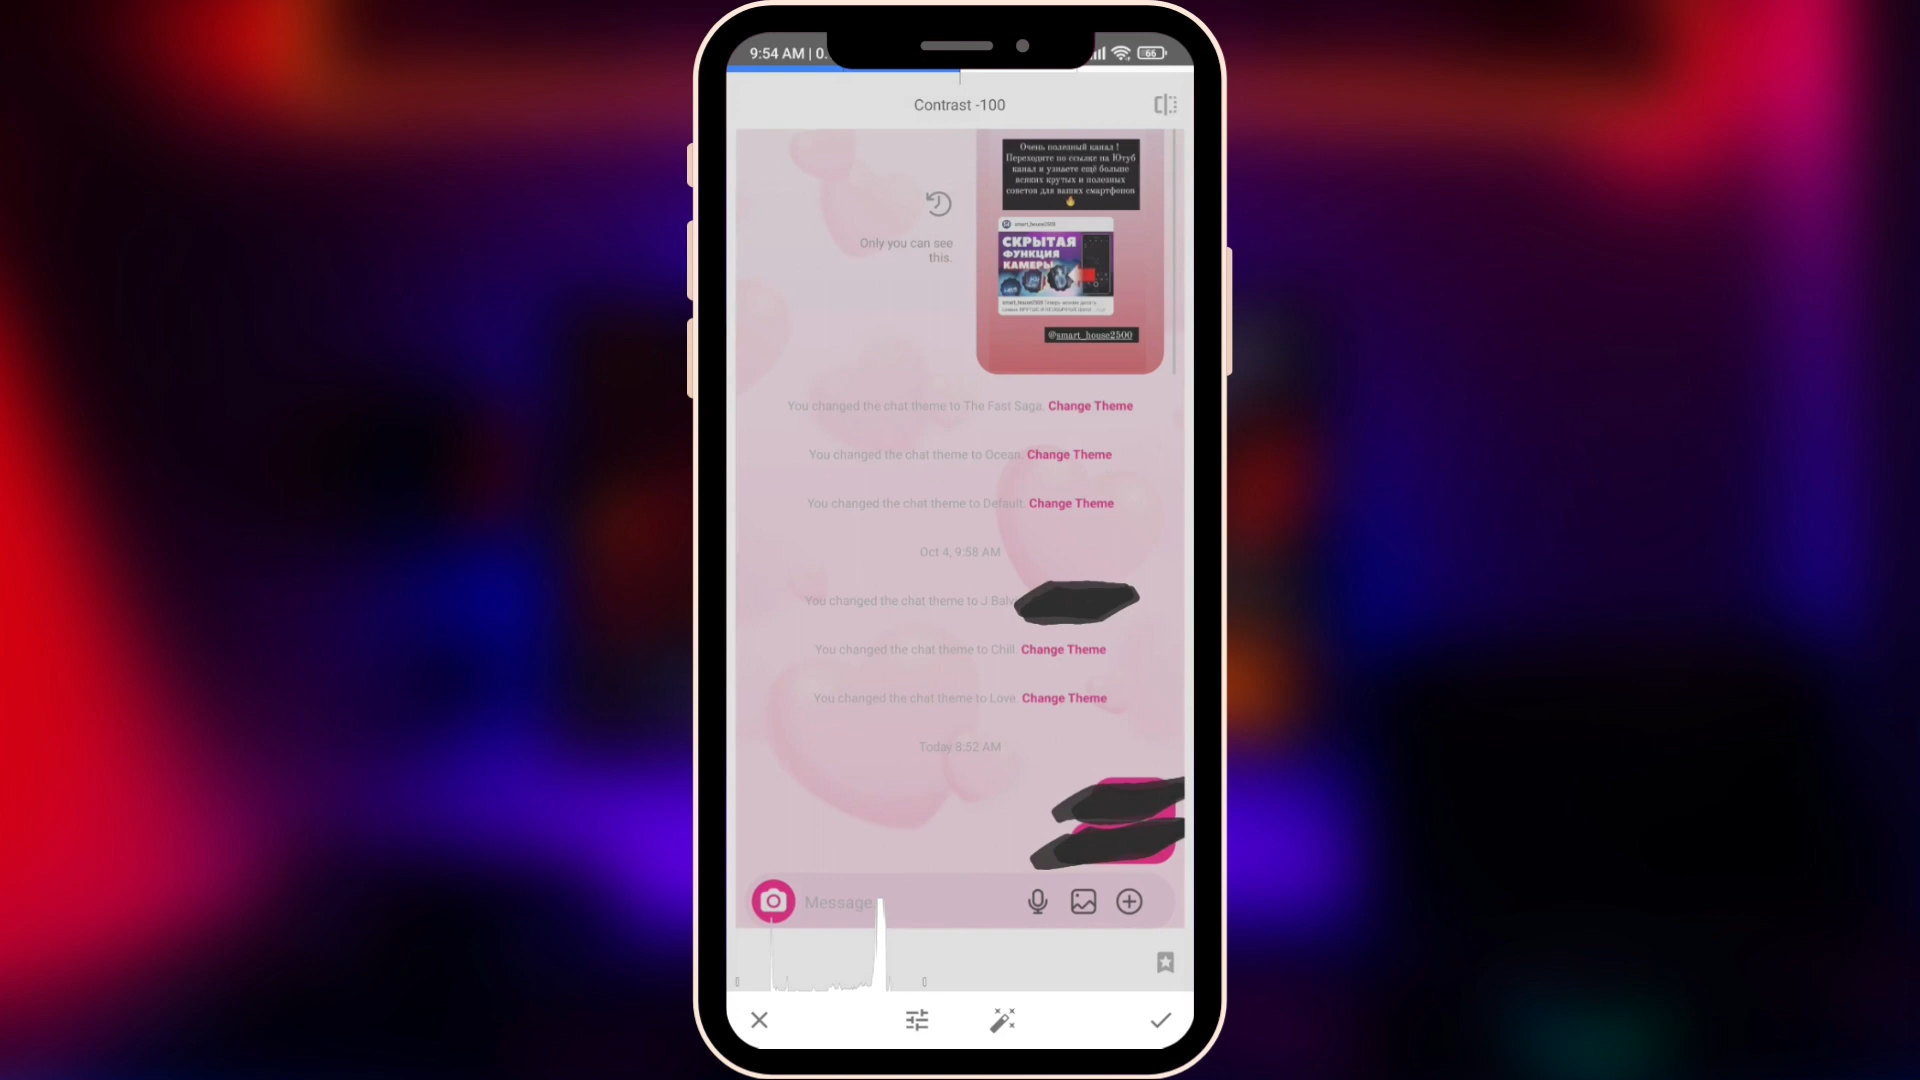 9:54 AM | 0.
66
Contrast -100
Очень полезный канал !
Переходите по ссылке на Ютуб
канал и узнаете ещё больше
всяких крутых и полезных
советов для ваших смартфонов
smart_house2500
СКРЫТАЯ
ФУНКЦИЯ
КАМЕРЫ
smart_house2500
@smart_house2500
Only you can see
this.
You changed the chat theme to The Fast Saga. Change Theme
You changed the chat theme to Ocean. Change Theme
You changed the chat theme to Default. Change Theme
Oct 4, 9:58 AM
You changed the chat theme to J Balv
You changed the chat theme to Chill. Change Theme
You changed the chat theme to Love. Change Theme
Today 8:52 AM
Message